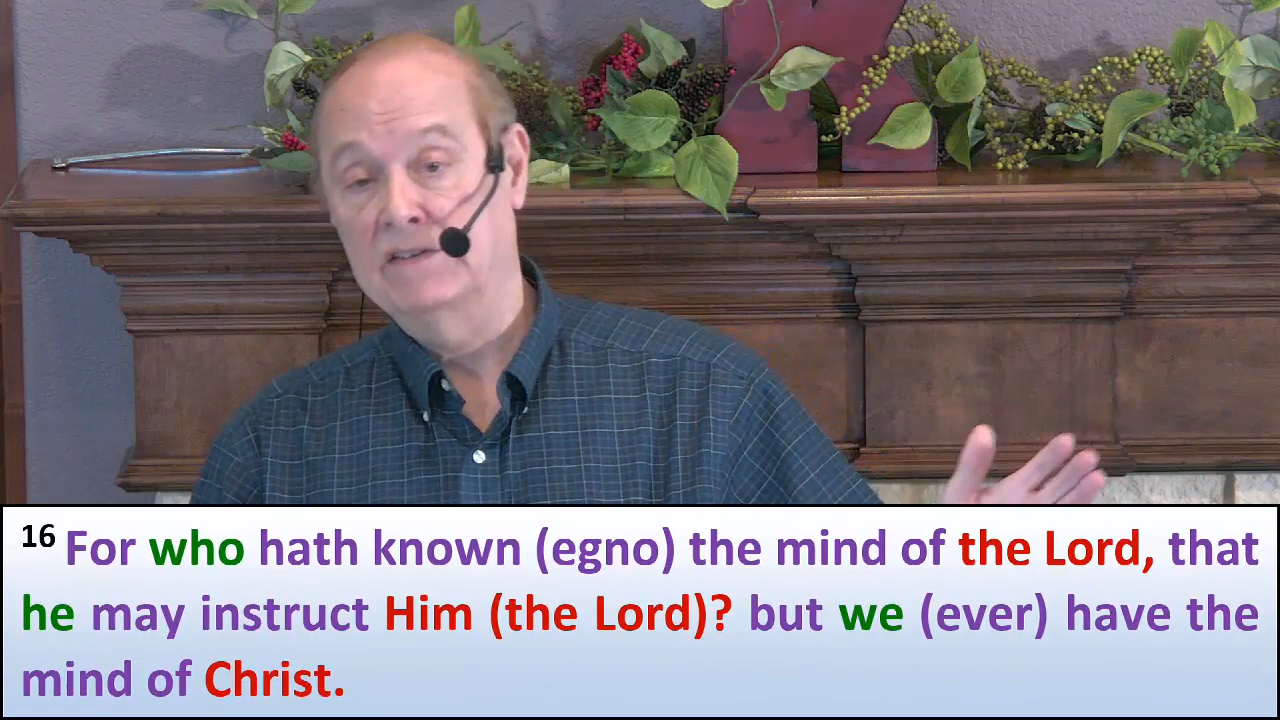 16 For who hath known (egno) the mind of the Lord, that
he may instruct Him (the Lord)? but we (ever) have the
mind of Christ.